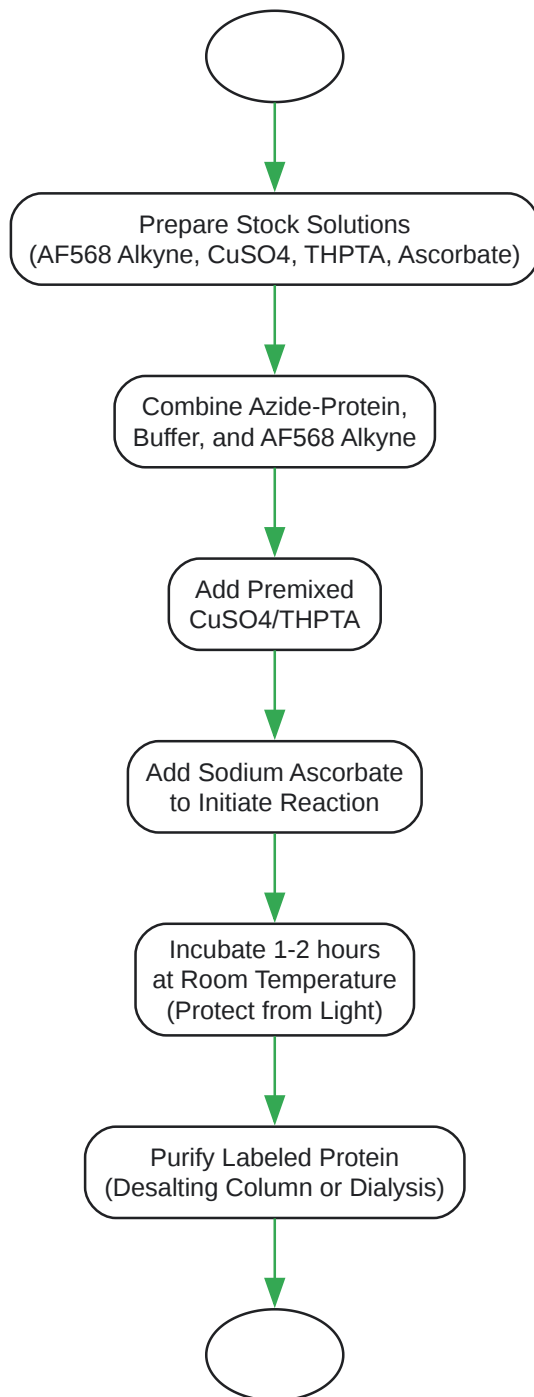 Prepare Stock Solutions
(AF568 Alkyne, CuSO4, THPTA, Ascorbate)
Combine Azide-Protein,
Buffer, and AF568 Alkyne
Add Premixed
CuSO4/THPTA
Add Sodium Ascorbate
to Initiate Reaction
Incubate 1-2 hours
at Room Temperature
(Protect from Light)
Purify Labeled Protein
(Desalting Column or Dialysis)